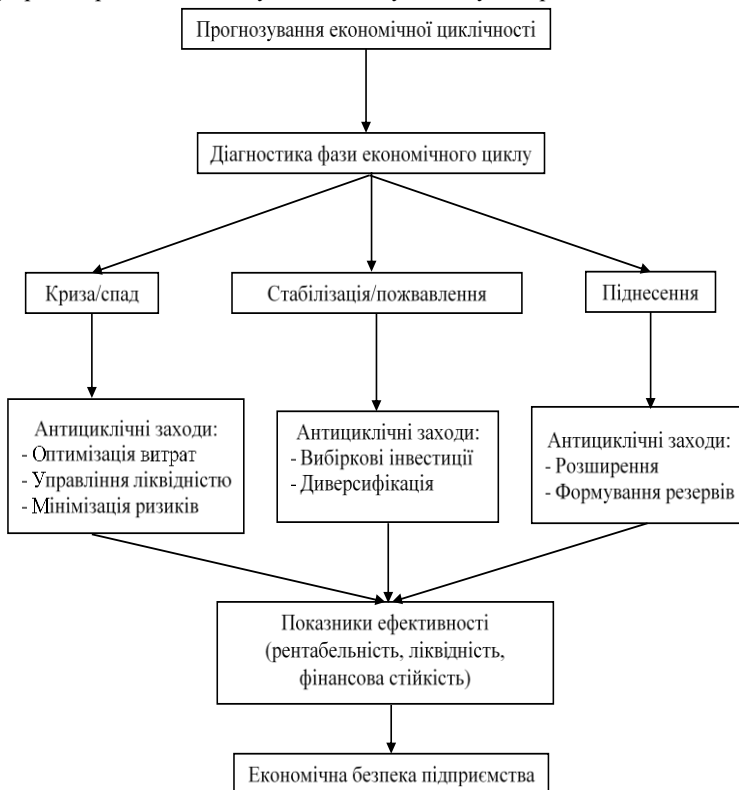 Прогнозування економічної циклічності
Діагностика фази економічного циклу
Криза/спад
Стабілізація/пожвавлення
Піднесення
Антициклічні заходи:
- Оптимізація витрат
- Управління ліквідністю
- Мінімізація ризиків
Антициклічні заходи:
- Вибіркові інвестиції
- Диверсифікація
Антициклічні заходи:
- Розширення
- Формування резервів
Показники ефективності
(рентабельність, ліквідність,
фінансова стійкість)
Економічна безпека підприємства